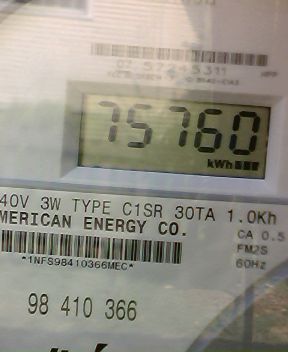 75760
kWh
40V 3W TYPE C1SR 30TA 1.0Kh
MERICAN ENERGY CO.
CA 0.5
FM2S
60Hz
*1NFS98410366MEC*
98 410 366